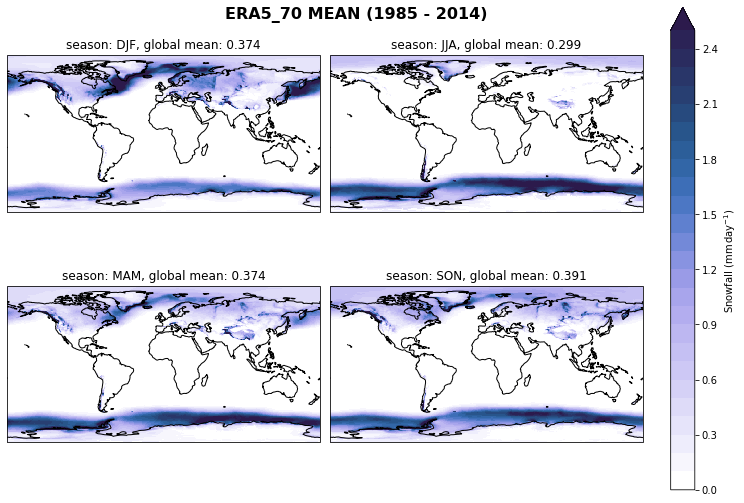 ERA5_70 MEAN (1985 - 2014)
season: DJF, global mean: 0.374
season: JJA, global mean: 0.299
season: MAM, global mean: 0.374
season: SON, global mean: 0.391
2.4
2.1
1.8
1.5
1.2
0.9
0.6
0.3
0.0
Snowfall (mm day⁻¹)